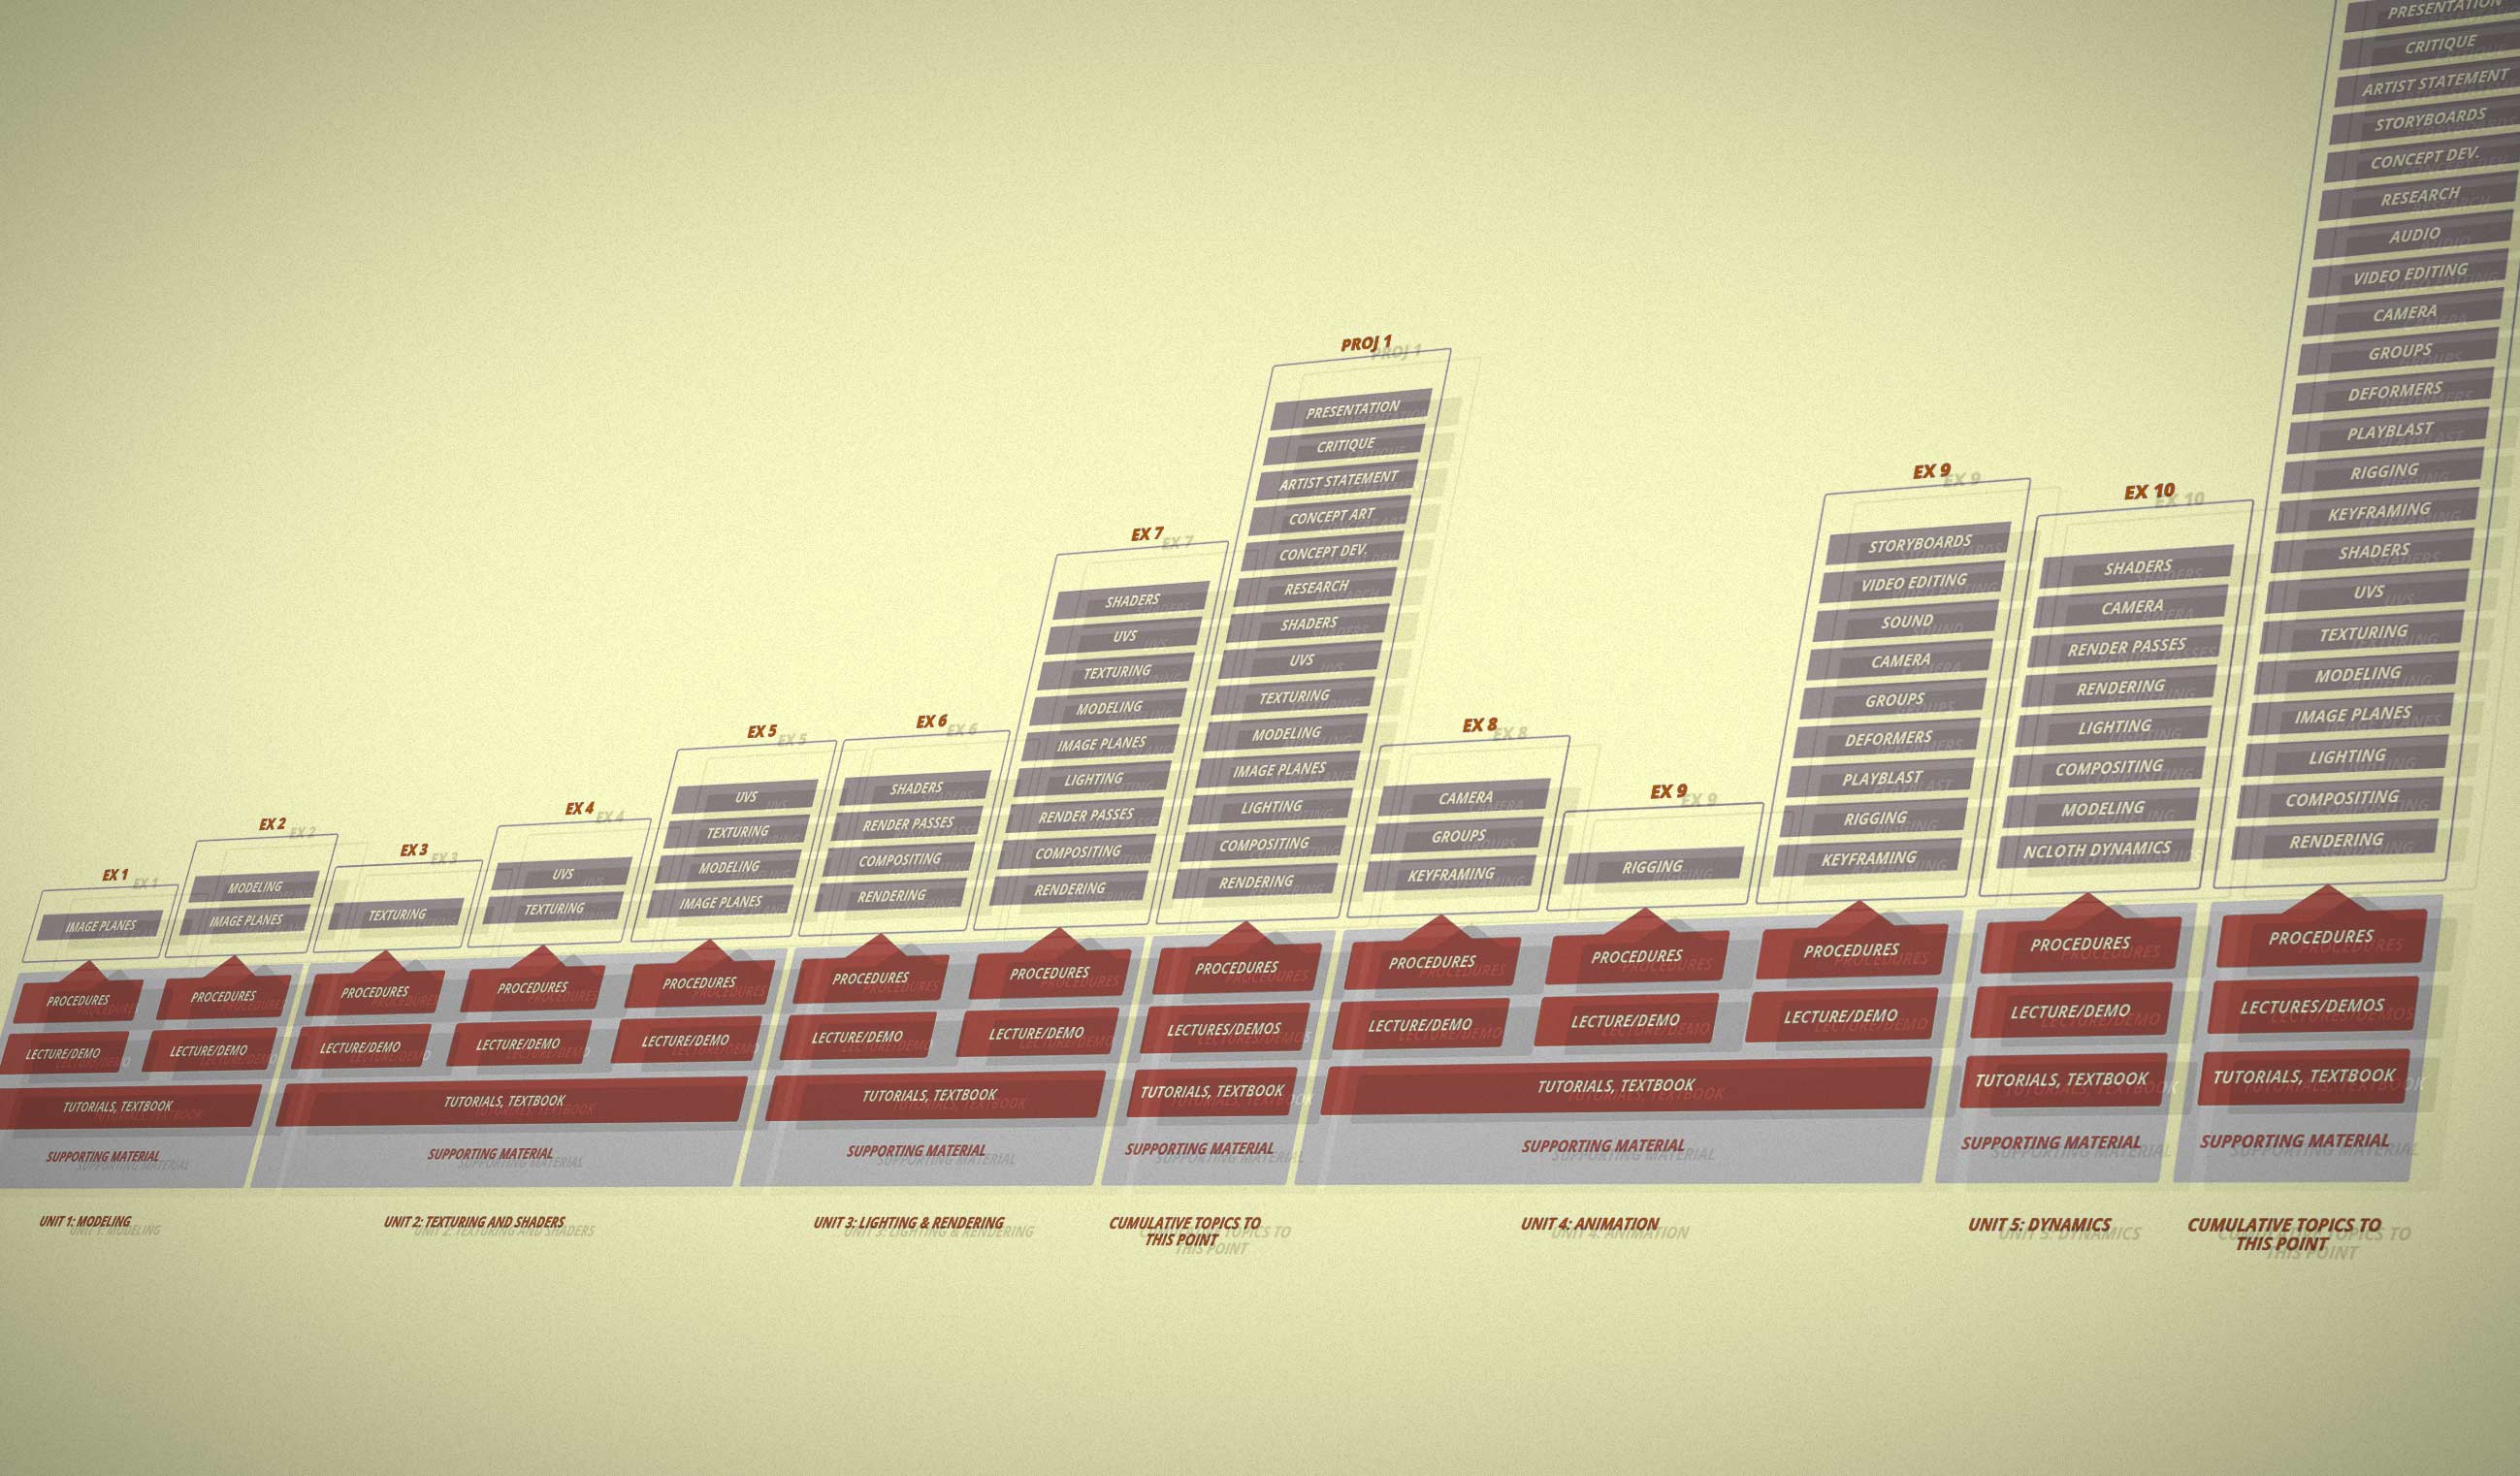 EX 1
IMAGE PLANES
EX 2
MODELING
IMAGE PLANES
EX 3
TEXTURING
EX 4
UVS
TEXTURING
EX 5
UVS
TEXTURING
MODELING
IMAGE PLANES
EX 6
SHADERS
RENDER PASSES
COMPOSITING
RENDERING
EX 7
SHADERS
UVS
TEXTURING
MODELING
IMAGE PLANES
LIGHTING
RENDER PASSES
COMPOSITING
RENDERING
PROJ 1
PRESENTATION
CRITIQUE
ARTIST STATEMENT
CONCEPT ART
CONCEPT DEV.
RESEARCH
SHADERS
UVS
TEXTURING
MODELING
IMAGE PLANES
LIGHTING
COMPOSITING
RENDERING
EX 8
CAMERA
GROUPS
KEYFRAMING
EX 9
RIGGING
EX 9
STORYBOARDS
VIDEO EDITING
SOUND
CAMERA
GROUPS
DEFORMERS
PLAYBLAST
RIGGING
KEYFRAMING
EX 10
SHADERS
CAMERA
RENDER PASSES
RENDERING
LIGHTING
COMPOSITING
MODELING
NCLOTH DYNAMICS
PRESENTATION
CRITIQUE
ARTIST STATEMENT
STORYBOARDS
CONCEPT DEV.
RESEARCH
AUDIO
VIDEO EDITING
CAMERA
GROUPS
DEFORMERS
PLAYBLAST
RIGGING
KEYFRAMING
SHADERS
UVS
TEXTURING
MODELING
IMAGE PLANES
LIGHTING
COMPOSITING
RENDERING
PROCEDURES
PROCEDURES
LECTURE/DEMO
LECTURE/DEMO
TUTORIALS, TEXTBOOK
SUPPORTING MATERIAL
UNIT 1: MODELING
PROCEDURES
PROCEDURES
PROCEDURES
LECTURE/DEMO
LECTURE/DEMO
LECTURE/DEMO
TUTORIALS, TEXTBOOK
SUPPORTING MATERIAL
UNIT 2: TEXTURING AND SHADERS
PROCEDURES
PROCEDURES
LECTURE/DEMO
LECTURE/DEMO
TUTORIALS, TEXTBOOK
SUPPORTING MATERIAL
UNIT 3: LIGHTING & RENDERING
PROCEDURES
LECTURES/DEMOS
TUTORIALS, TEXTBOOK
SUPPORTING MATERIAL
CUMULATIVE TOPICS TO
THIS POINT
PROCEDURES
PROCEDURES
PROCEDURES
LECTURE/DEMO
LECTURE/DEMO
LECTURE/DEMO
TUTORIALS, TEXTBOOK
SUPPORTING MATERIAL
UNIT 4: ANIMATION
PROCEDURES
LECTURE/DEMO
TUTORIALS, TEXTBOOK
SUPPORTING MATERIAL
UNIT 5: DYNAMICS
PROCEDURES
LECTURES/DEMOS
TUTORIALS, TEXTBOOK
SUPPORTING MATERIAL
CUMULATIVE TOPICS TO
THIS POINT